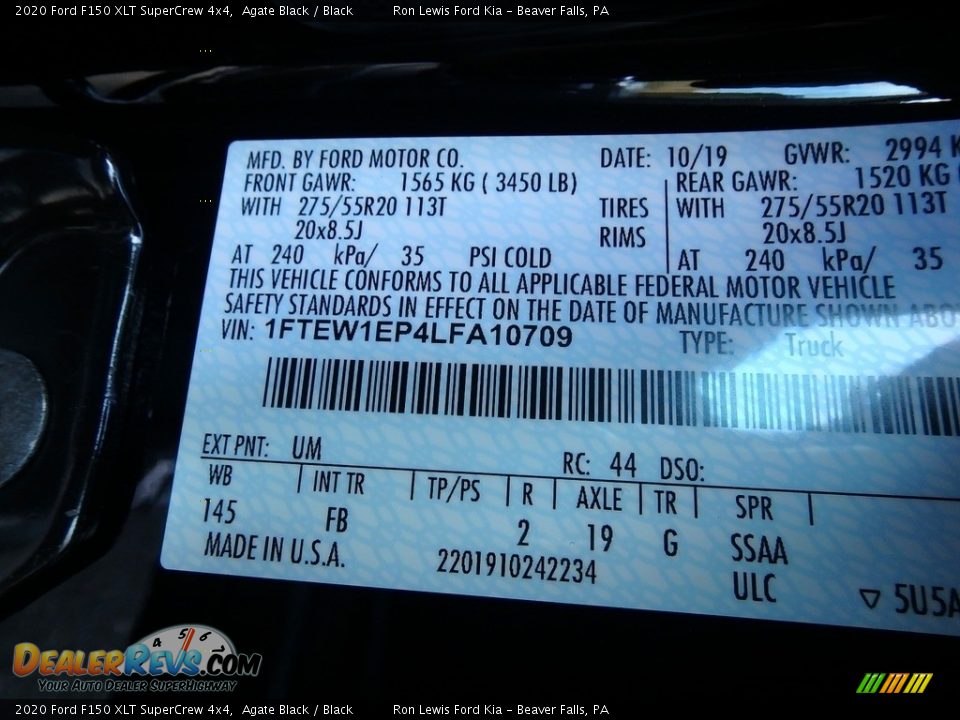 2020 Ford F150 XLT SuperCrew 4x4, Agate Black / Black Ron Lewis Ford Kia - Beaver Falls, PA
MFD. BY FORD MOTOR CO. DATE: 10/19 GVWR: 2994 K
FRONT GAWR: 1565 KG ( 3450 LB) REAR GAWR: 1520 KG
WITH 275/55R20 113T TIRES WITH 275/55R20 113T
20x8.5J RIMS 20x8.5J
AT 240 kPa/ 35 PSI COLD AT 240 kPa/ 35
THIS VEHICLE CONFORMS TO ALL APPLICABLE FEDERAL MOTOR VEHICLE
SAFETY STANDARDS IN EFFECT ON THE DATE OF MANUFACTURE SHOWN ABO
VIN: 1FTEW1EP4LFA10709 TYPE: Truck
EXT PNT: UM RC: 44 DSO:
WB INT TR TP/PS R AXLE TR SPR
145 FB 2 19 G SSAA
MADE IN U.S.A. 2201910242234 ULC ▽ 5U5A
4 5 6
DEALERREVS.COM
YOUR AUTO DEALER SUPERHIGHWAY
2020 Ford F150 XLT SuperCrew 4x4, Agate Black / Black Ron Lewis Ford Kia - Beaver Falls, PA